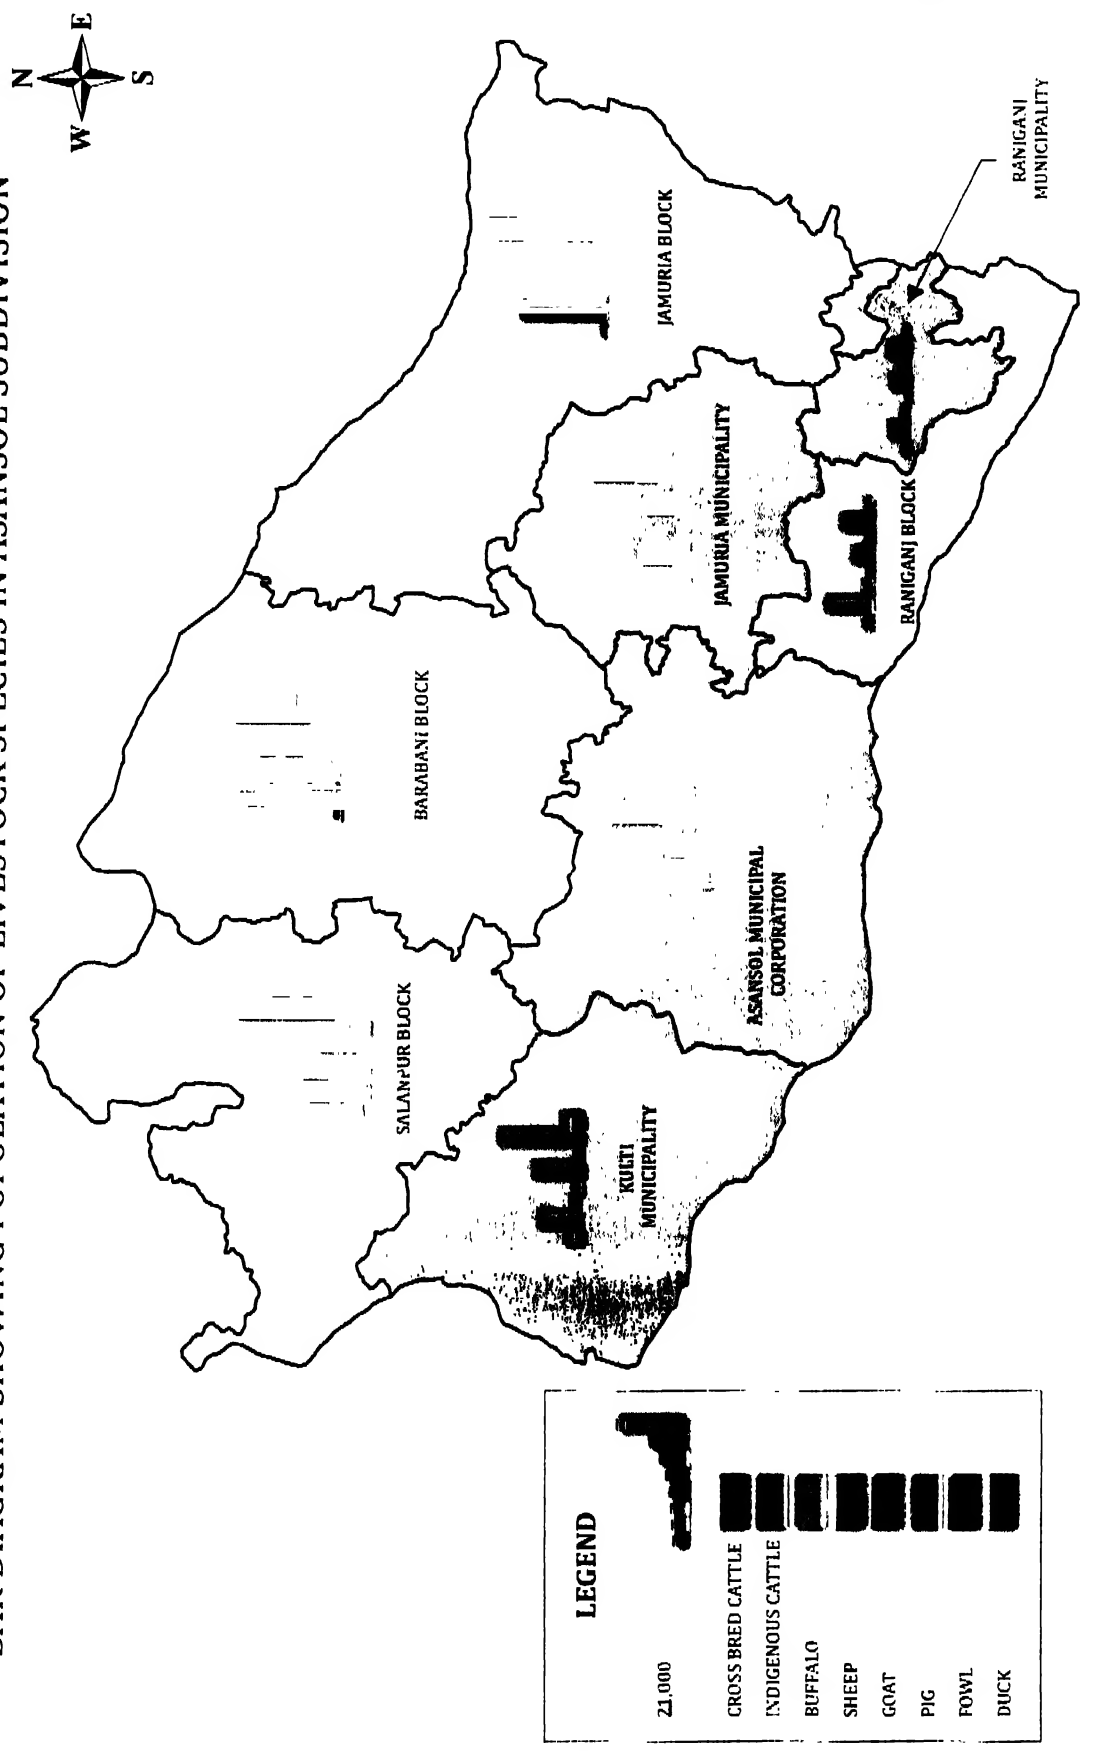 BAR DIAGRAM SHOWING POPULATION OF LIVESTOCK SPECIES IN ASANSOL SUBDIVISION
N
W
E
S
SALANPUR BLOCK
BARABANI BLOCK
JAMURIA BLOCK
KULTI
MUNICIPALITY
ASANSOL MUNICIPAL
CORPORATION
JAMURIA MUNICIPALITY
RANIGANJ BLOCK
RANIGANJ
MUNICIPALITY
LEGEND
21,000
CROSS BRED CATTLE
INDIGENOUS CATTLE
BUFFALO
SHEEP
GOAT
PIG
FOWL
DUCK